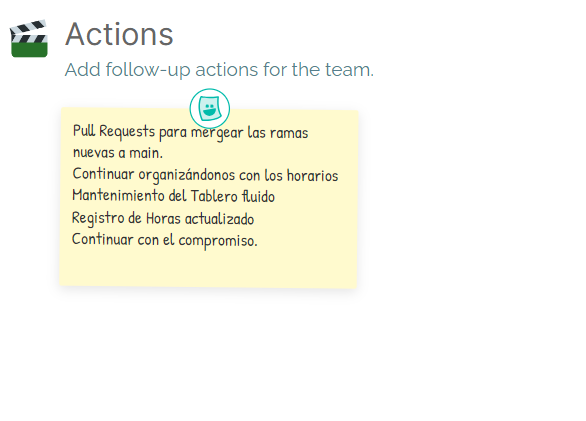 Actions
Add follow-up actions for the team.
Pull Requests para mergear las ramas
nuevas a main.
Continuar organizándonos con los horarios
Mantenimiento del Tablero fluido
Registro de Horas actualizado
Continuar con el compromiso.